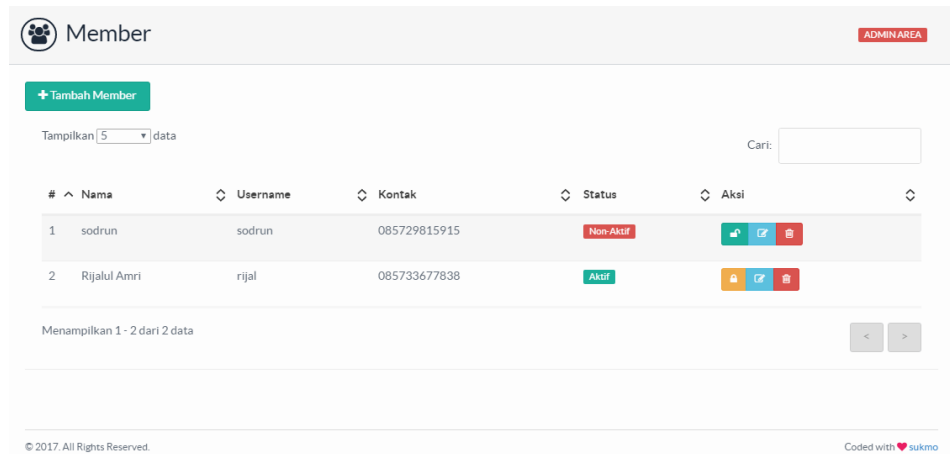 Member
ADMIN AREA
+ Tambah Member
Tampilkan 5 data
Cari:
# Nama Username Kontak Status Aksi
1 sodrun sodrun 085729815915 Non-Aktif
2 Rijalul Amri rijal 085733677838 Aktif
Menampilkan 1 - 2 dari 2 data
< >
© 2017. All Rights Reserved.
Coded with ❤ sukmo